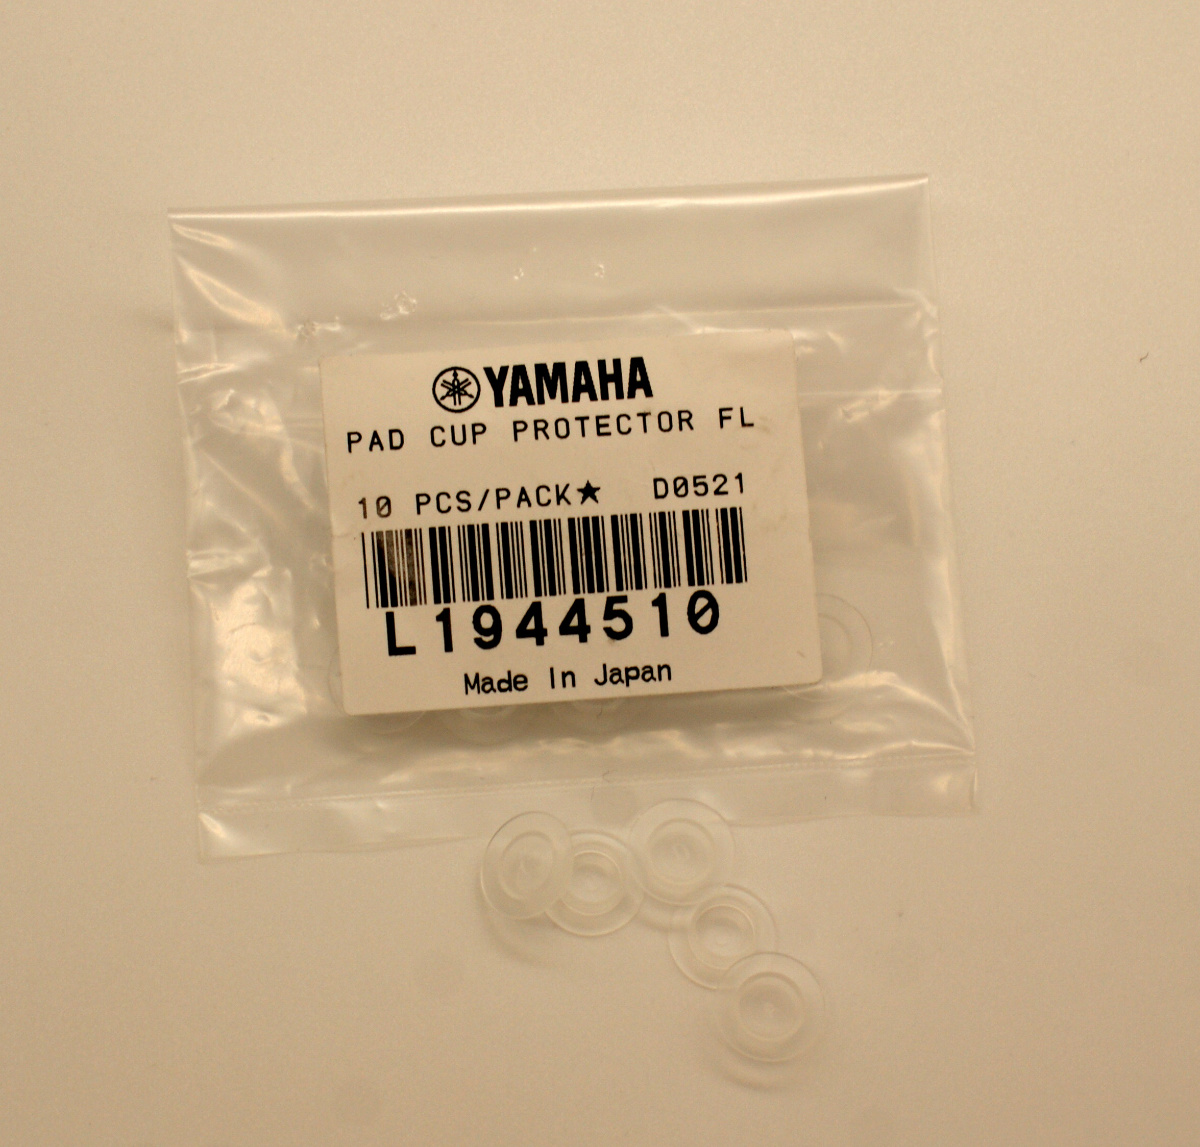 YAMAHA
PAD CUP PROTECTOR FL
10 PCS/PACK★ D0521
L1944510
Made In Japan